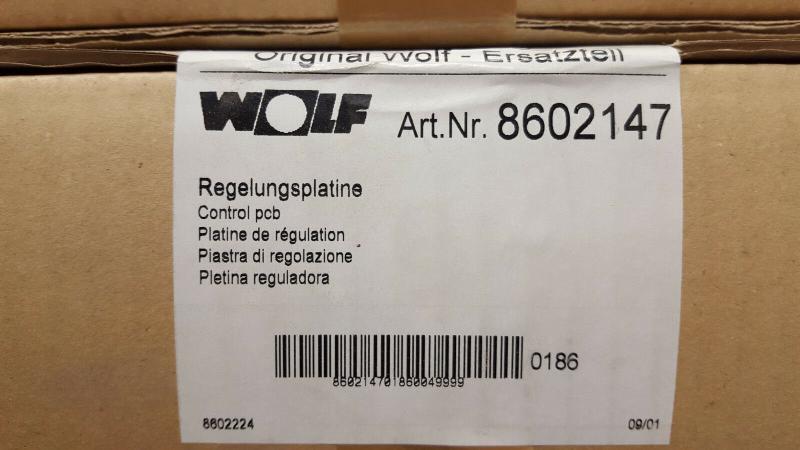 Original Wolf - Ersatzteil
WOLF Art.Nr. 8602147
Regelungsplatine
Control pcb
Platine de régulation
Piastra di regolazione
Pletina reguladora
0186
860214701860049999
8602224 09/01